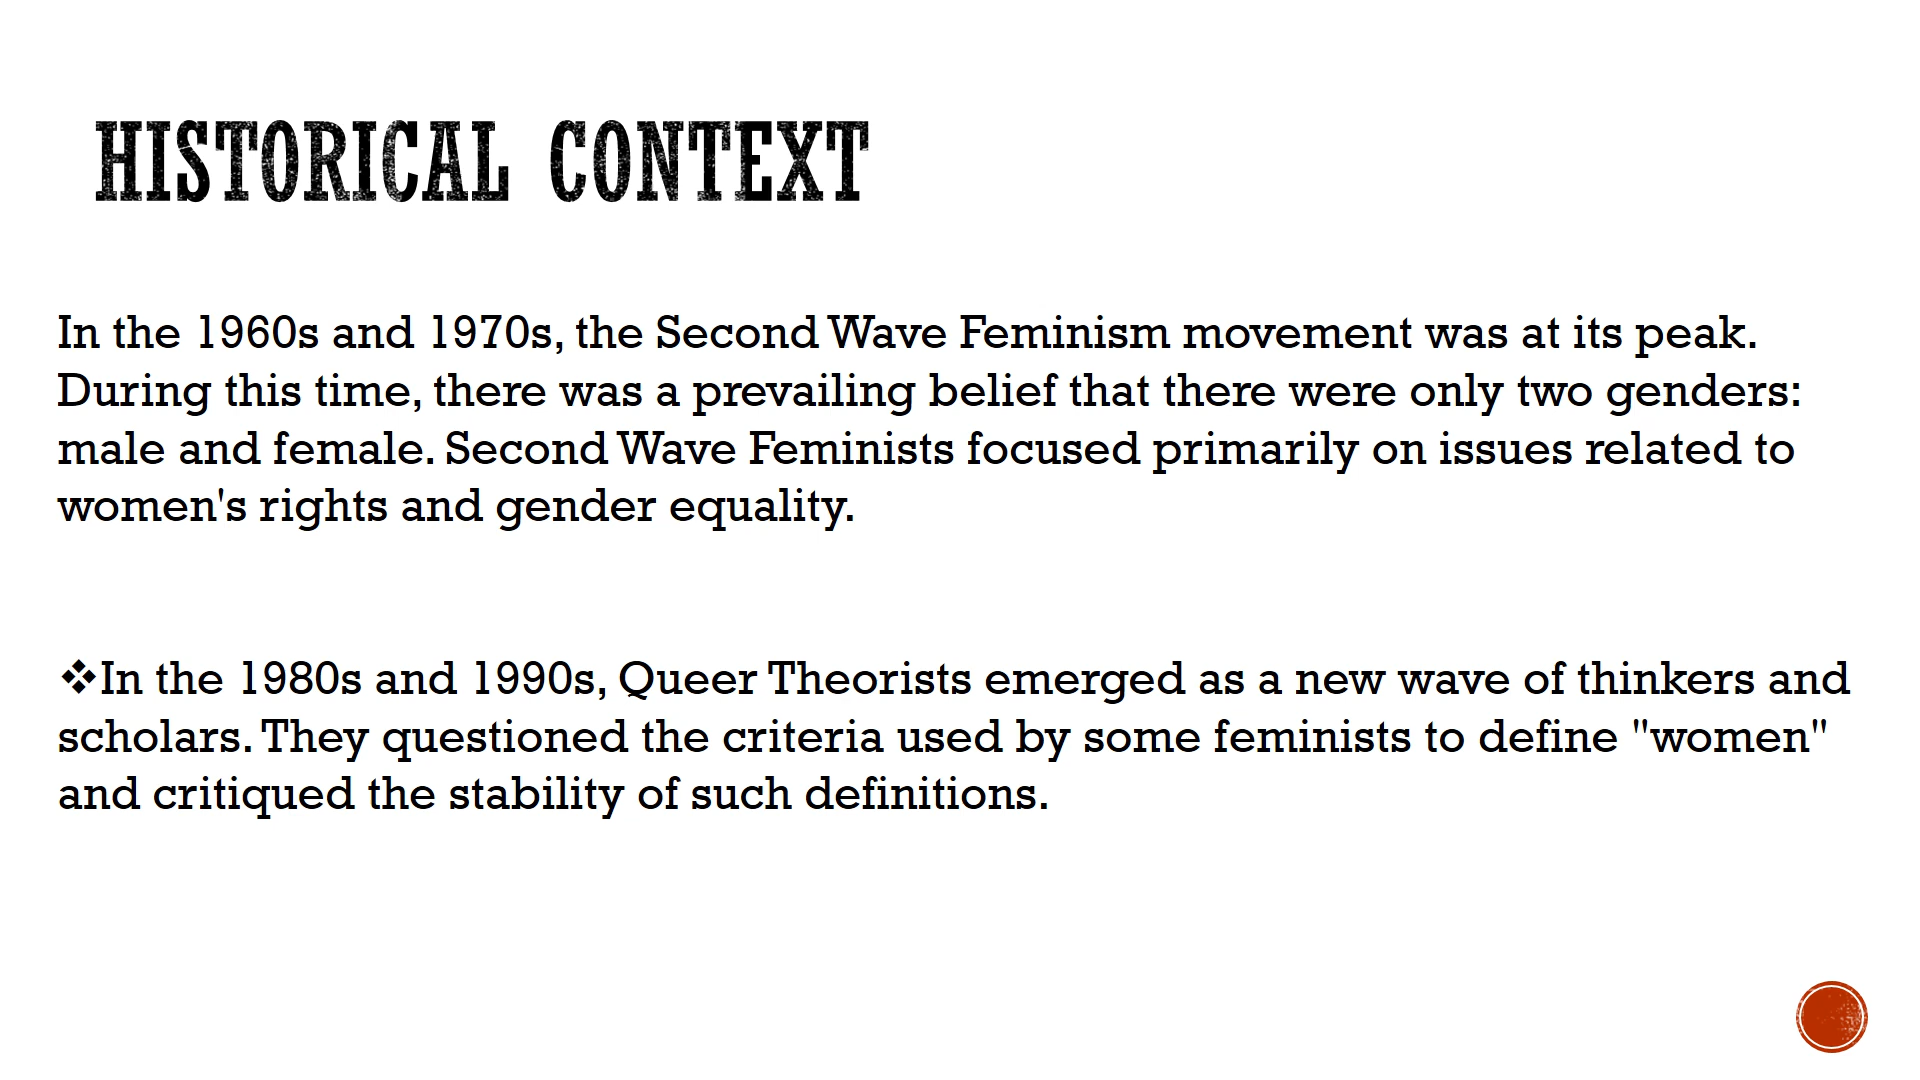 HISTORICAL CONTEXT
In the 1960s and 1970s, the Second Wave Feminism movement was at its peak.
During this time, there was a prevailing belief that there were only two genders:
male and female. Second Wave Feminists focused primarily on issues related to
women's rights and gender equality.
❖In the 1980s and 1990s, Queer Theorists emerged as a new wave of thinkers and
scholars. They questioned the criteria used by some feminists to define "women"
and critiqued the stability of such definitions.